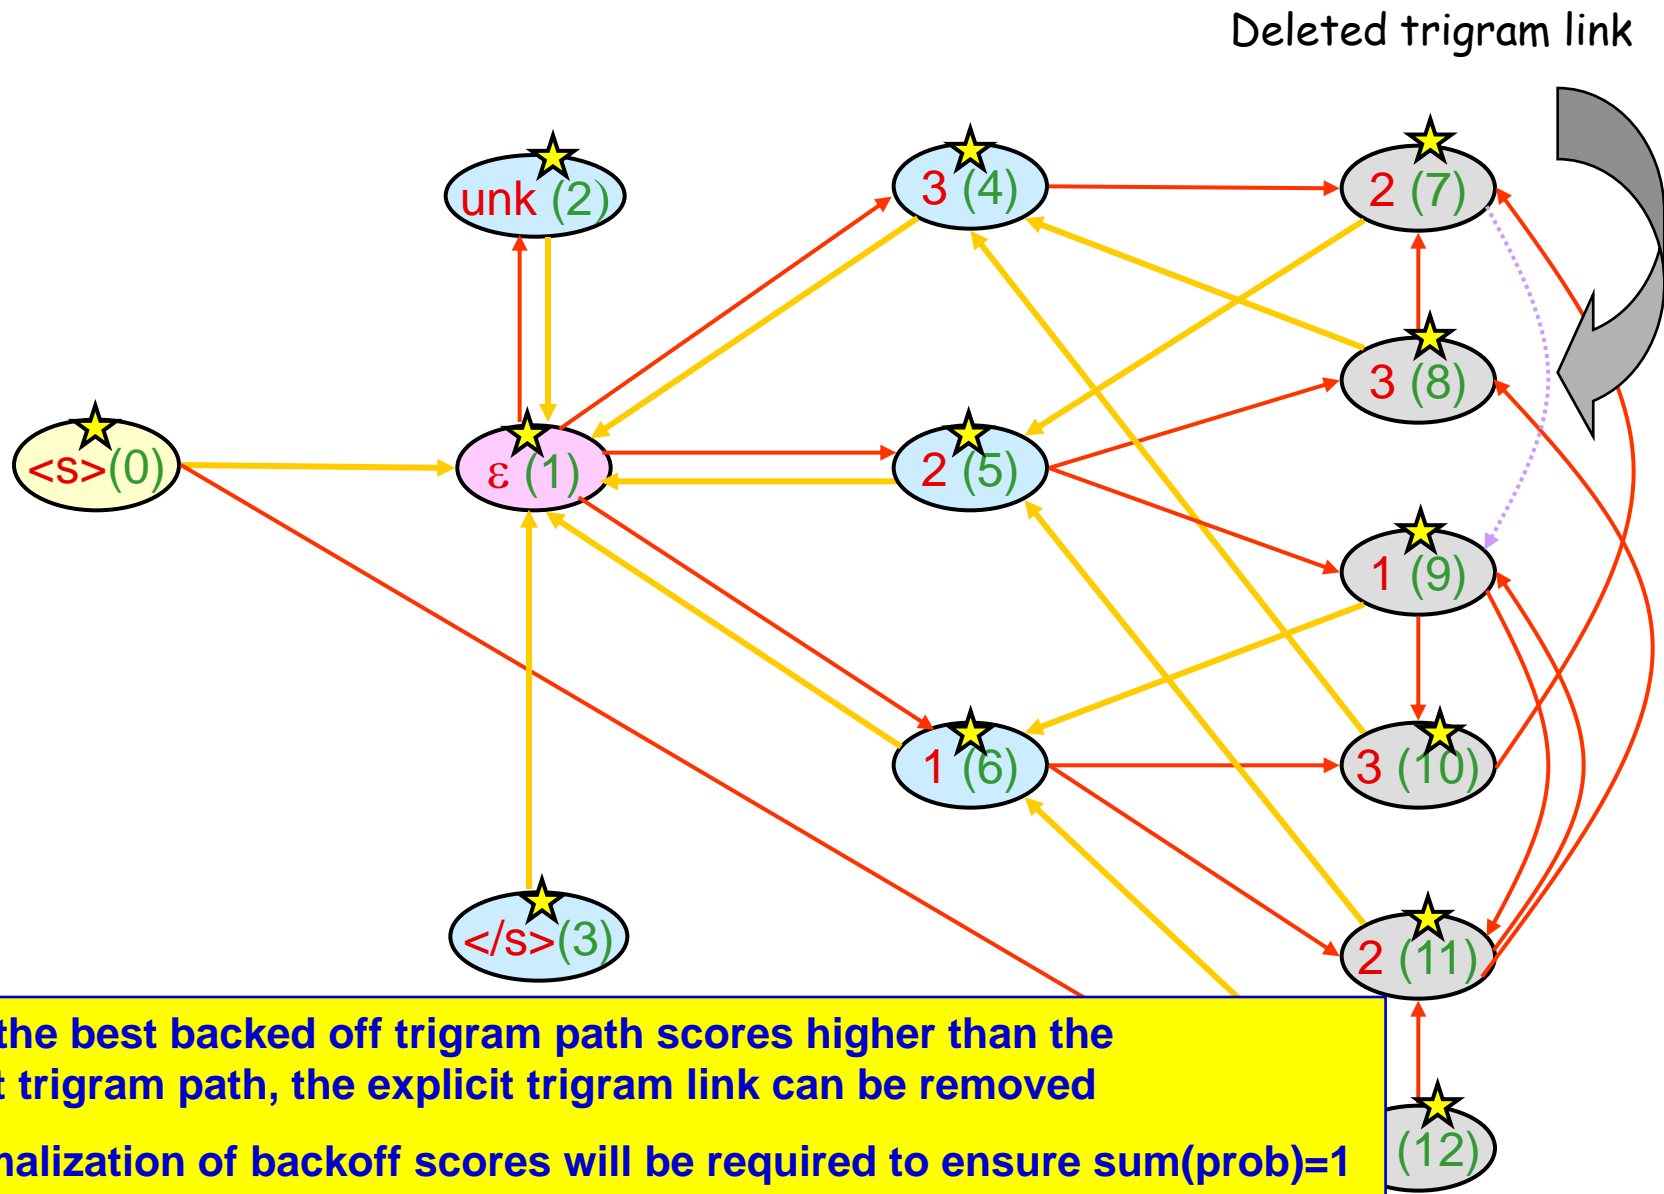 Deleted trigram link
unk (2)
3 (4)
2 (7)
3 (8)
<s>(0)
ε (1)
2 (5)
1 (9)
1 (6)
3 (10)
</s>(3)
2 (11)
the best backed off trigram path scores higher than the
t trigram path, the explicit trigram link can be removed
malization of backoff scores will be required to ensure sum(prob)=1
(12)